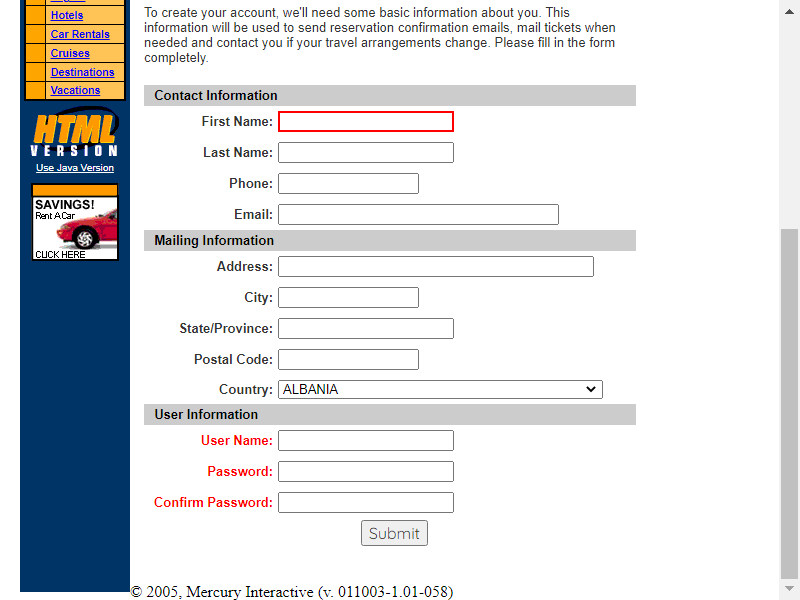 Hotels
Car Rentals
Cruises
Destinations
Vacations
HTML
VERSION
Use Java Version
SAVINGS!
Rent A Car
CLICK HERE
To create your account, we'll need some basic information about you. This
information will be used to send reservation confirmation emails, mail tickets when
needed and contact you if your travel arrangements change. Please fill in the form
completely.
Contact Information
First Name:
Last Name:
Phone:
Email:
Mailing Information
Address:
City:
State/Province:
Postal Code:
Country: ALBANIA
User Information
User Name:
Password:
Confirm Password:
Submit
© 2005, Mercury Interactive (v. 011003-1.01-058)